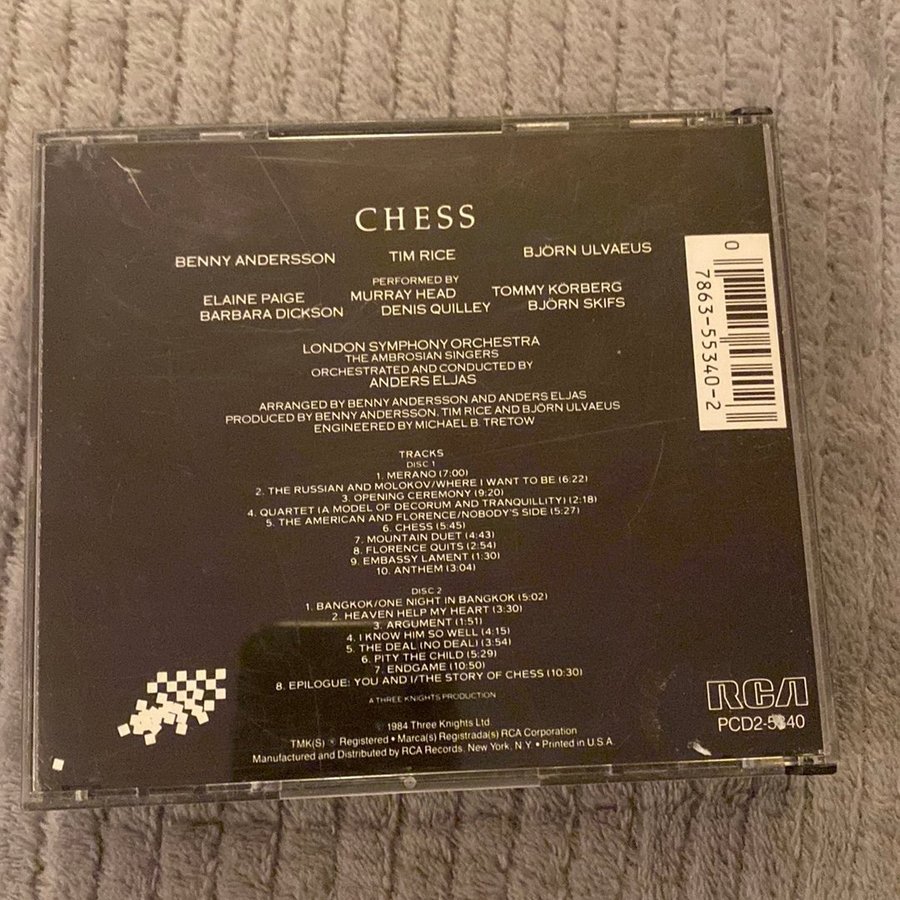 CHESS
BENNY ANDERSSON TIM RICE BJÖRN ULVAEUS
PERFORMED BY
ELAINE PAIGE MURRAY HEAD TOMMY KÖRBERG
BARBARA DICKSON DENIS QUILLEY BJÖRN SKIFS
LONDON SYMPHONY ORCHESTRA
THE AMBROSIAN SINGERS
ORCHESTRATED AND CONDUCTED BY
ANDERS ELJAS
ARRANGED BY BENNY ANDERSSON AND ANDERS ELJAS
PRODUCED BY BENNY ANDERSSON, TIM RICE AND BJÖRN ULVAEUS
ENGINEERED BY MICHAEL B. TRETOW
TRACKS
DISC 1
1. MERANO (7:00)
2. THE RUSSIAN AND MOLOKOV/WHERE I WANT TO BE (6:22)
3. OPENING CEREMONY (9:20)
4. QUARTET (A MODEL OF DECORUM AND TRANQUILLITY) (2:18)
5. THE AMERICAN AND FLORENCE/NOBODY'S SIDE (5:27)
6. CHESS (5:45)
7. MOUNTAIN DUET (4:43)
8. FLORENCE QUITS (2:54)
9. EMBASSY LAMENT (1:30)
10. ANTHEM (3:04)
DISC 2
1. BANGKOK/ONE NIGHT IN BANGKOK (5:02)
2. HEAVEN HELP MY HEART (3:30)
3. ARGUMENT (1:51)
4. I KNOW HIM SO WELL (4:15)
5. THE DEAL (NO DEAL) (3:54)
6. PITY THE CHILD (5:29)
7. ENDGAME (10:50)
8. EPILOGUE: YOU AND I/THE STORY OF CHESS (10:30)
A THREE KNIGHTS PRODUCTION
℗ 1984 Three Knights Ltd
TMK(S) ® Registered • Marca(s) Registrada(s) RCA Corporation
Manufactured and Distributed by RCA Records, New York, N.Y. • Printed in U.S.A.
0 7863-55340-2
RCA
PCD2-5340